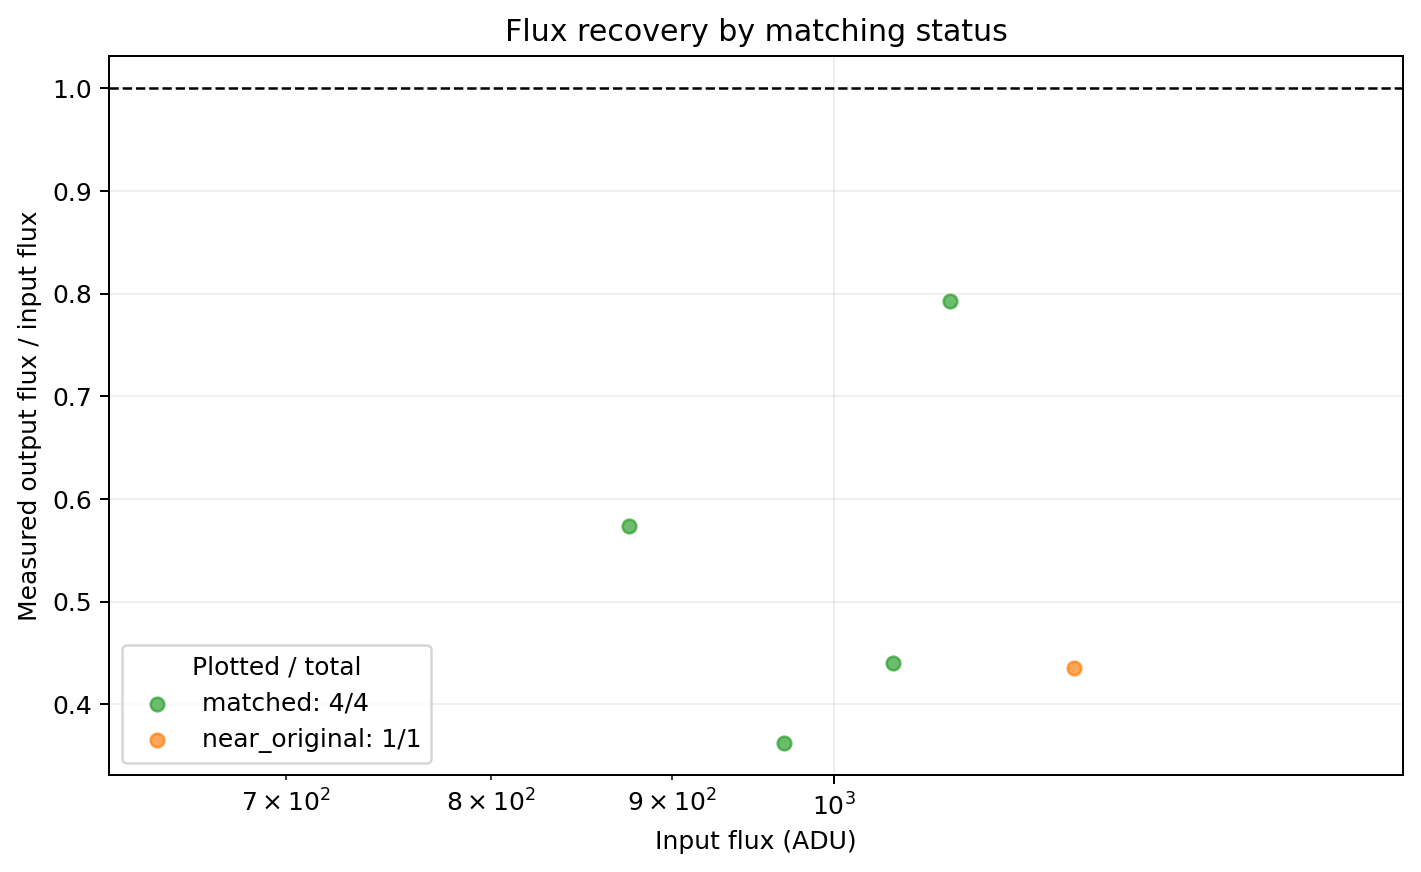 Flux recovery by matching status
Measured output flux / input flux
1.0
0.9
0.8
0.7
0.6
0.5
0.4
Plotted / total
matched: 4/4
near_original: 1/1
7 × 10²
8 × 10²
9 × 10²
10³
Input flux (ADU)